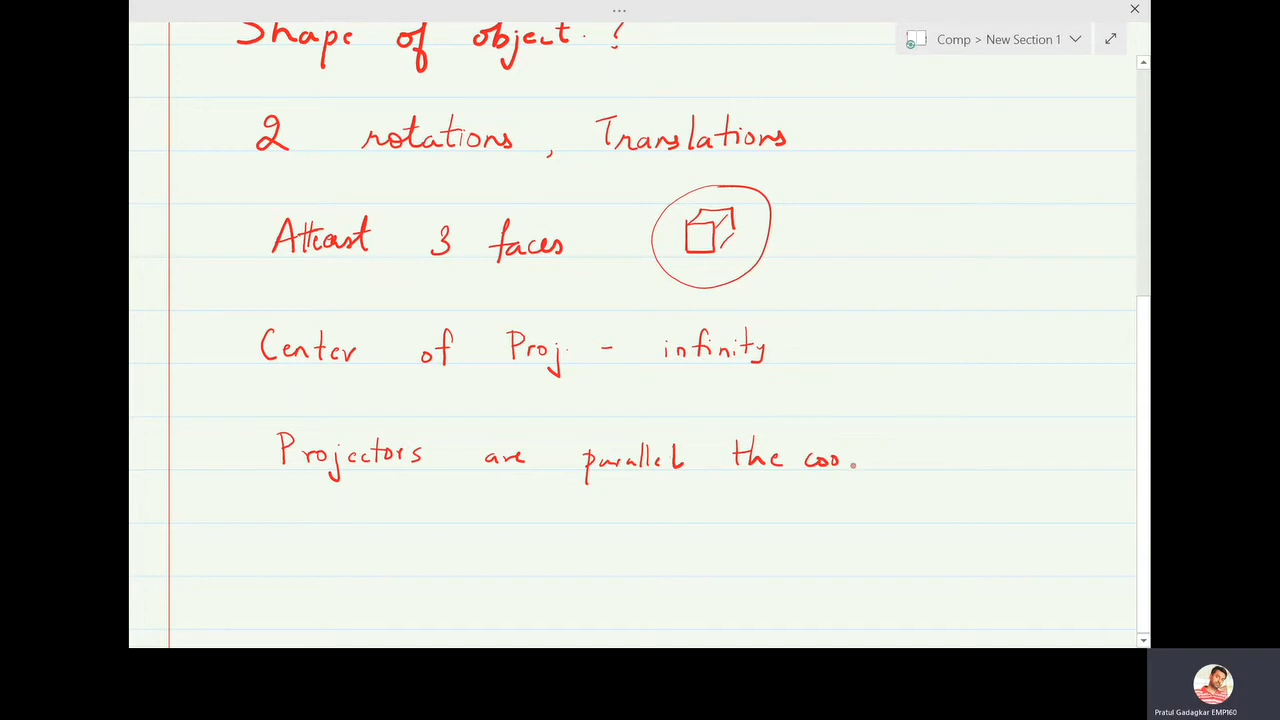 Shape of object ?
Comp > New Section 1
2 rotations, Translations
Atleast 3 faces
Center of Proj. - infinity
Projectors are parallel the coo
Pratul Gadagkar EMP160